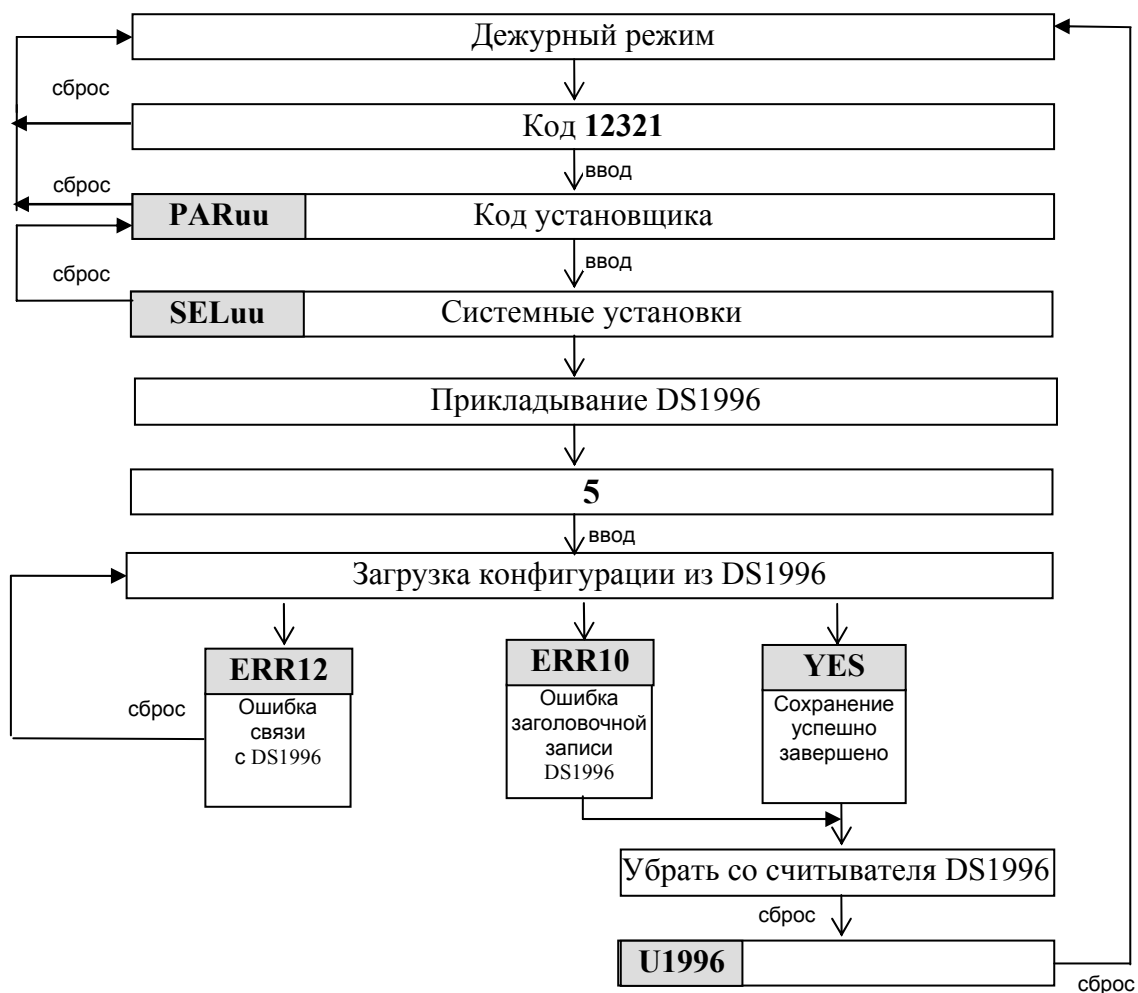 Дежурный режим
сброс
Код 12321
ввод
сброс
PARuu Код установщика
ввод
сброс
SELuu Системные установки
Прикладывание DS1996
5
ввод
Загрузка конфигурации из DS1996
ERR12
Ошибка
связи
с DS1996
сброс
ERR10
Ошибка
заголовочной
записи
DS1996
YES
Сохранение
успешно
завершено
Убрать со считывателя DS1996
сброс
U1996
сброс